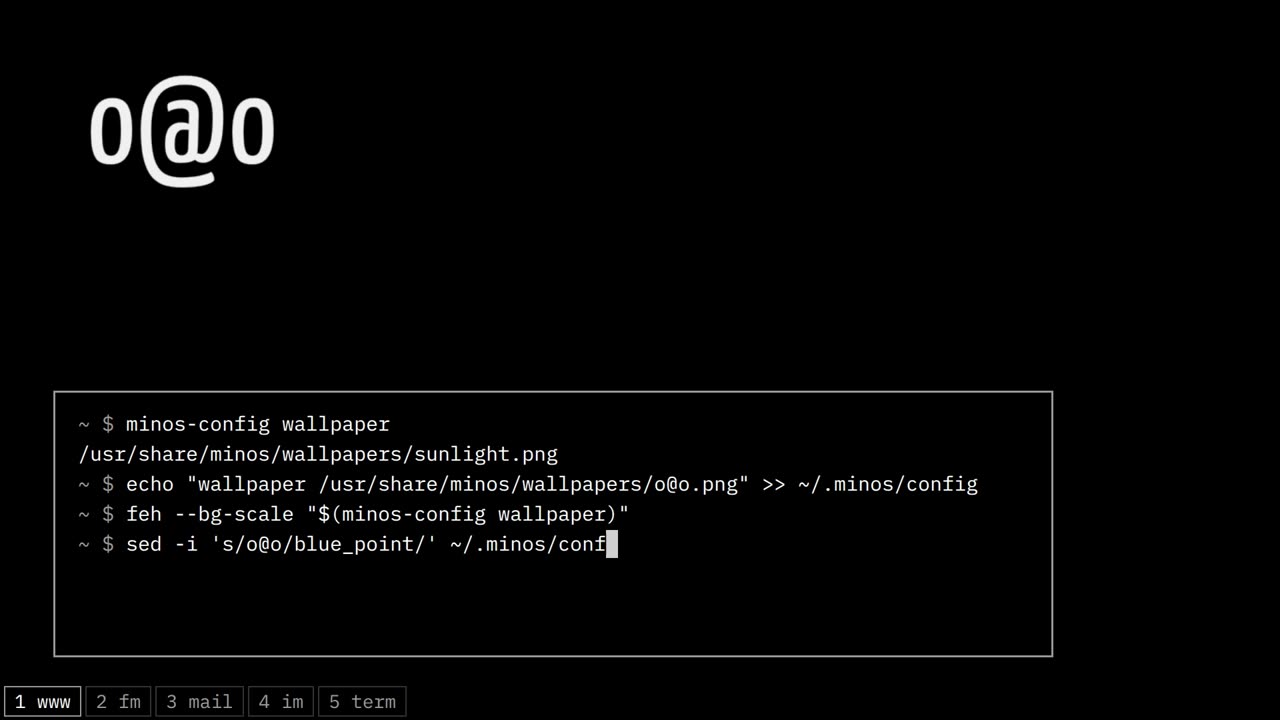 o@o
~ $ minos-config wallpaper
/usr/share/minos/wallpapers/sunlight.png
~ $ echo "wallpaper /usr/share/minos/wallpapers/o@o.png" >> ~/.minos/config
~ $ feh --bg-scale "$(minos-config wallpaper)"
~ $ sed -i 's/o@o/blue_point/' ~/.minos/conf
1 www 2 fm 3 mail 4 im 5 term